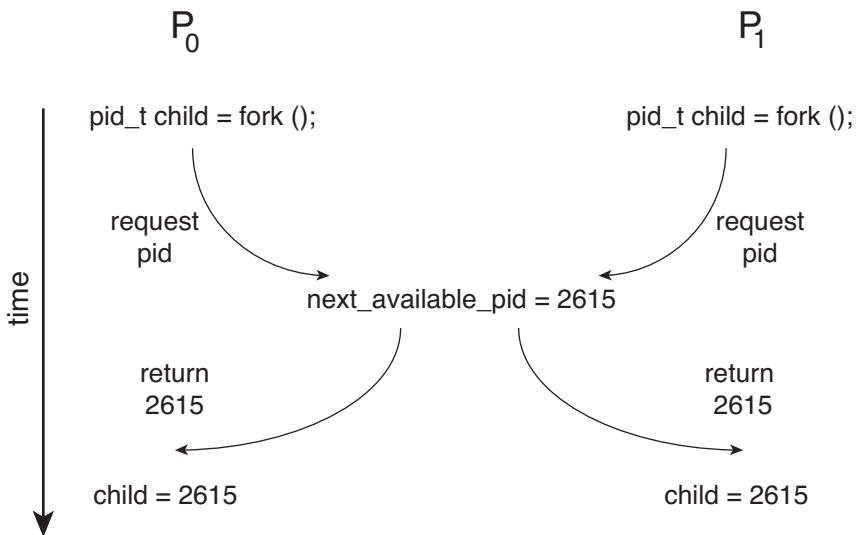 P0
P1
pid_t child = fork ();
pid_t child = fork ();
request
pid
request
pid
time
next_available_pid = 2615
return
2615
return
2615
child = 2615
child = 2615